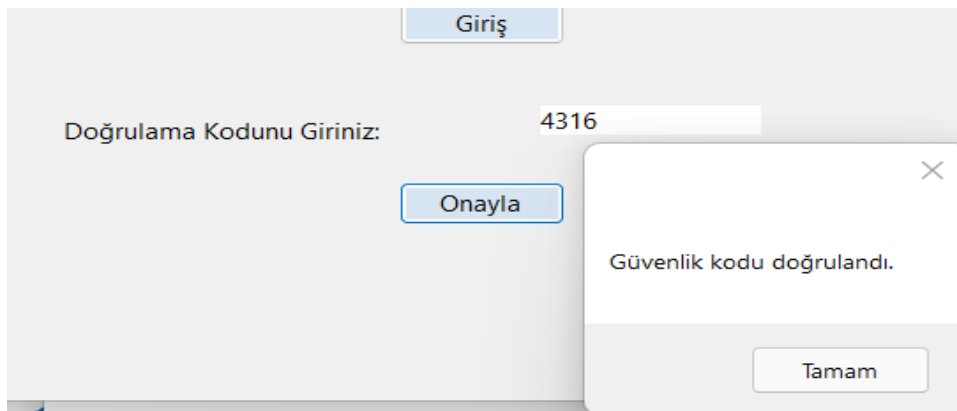 Giriş
Doğrulama Kodunu Giriniz:
4316
Onayla
Güvenlik kodu doğrulandı.
Tamam